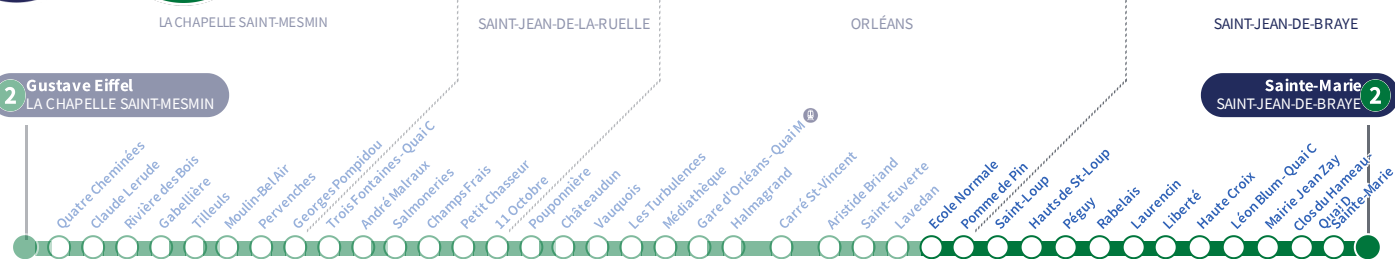 LA CHAPELLE SAINT-MESMIN
SAINT-JEAN-DE-LA-RUELLE
ORLÉANS
SAINT-JEAN-DE-BRAYE
2
Gustave Eiffel
LA CHAPELLE SAINT-MESMIN
Sainte-Marie
SAINT-JEAN-DE-BRAYE
2
Quatre Cheminées
Claude Lerude
Rivière des Bois
Gabellière
Tilleuls
Moulin-Bel Air
Pervenches
Georges Pompidou
Trois Fontaines - Quai C
André Malraux
Salmoneries
Champs Frais
Petit Chasseur
11 Octobre
Pouponnière
Châteaudun
Vauquois
Les Turbulences
Médiathèque
Gare d'Orléans - Quai M
Halmagrand
Carré St-Vincent
Aristide Briand
Saint-Euverte
Lavedan
Ecole Normale
Pomme de Pin
Saint-Loup
Hauts de St-Loup
Péguy
Rabelais
Laurencin
Liberté
Haute Croix
Léon Blum - Quai C
Mairie Jean Zay
Clos du Hameau-
Quai D
Sainte-Marie